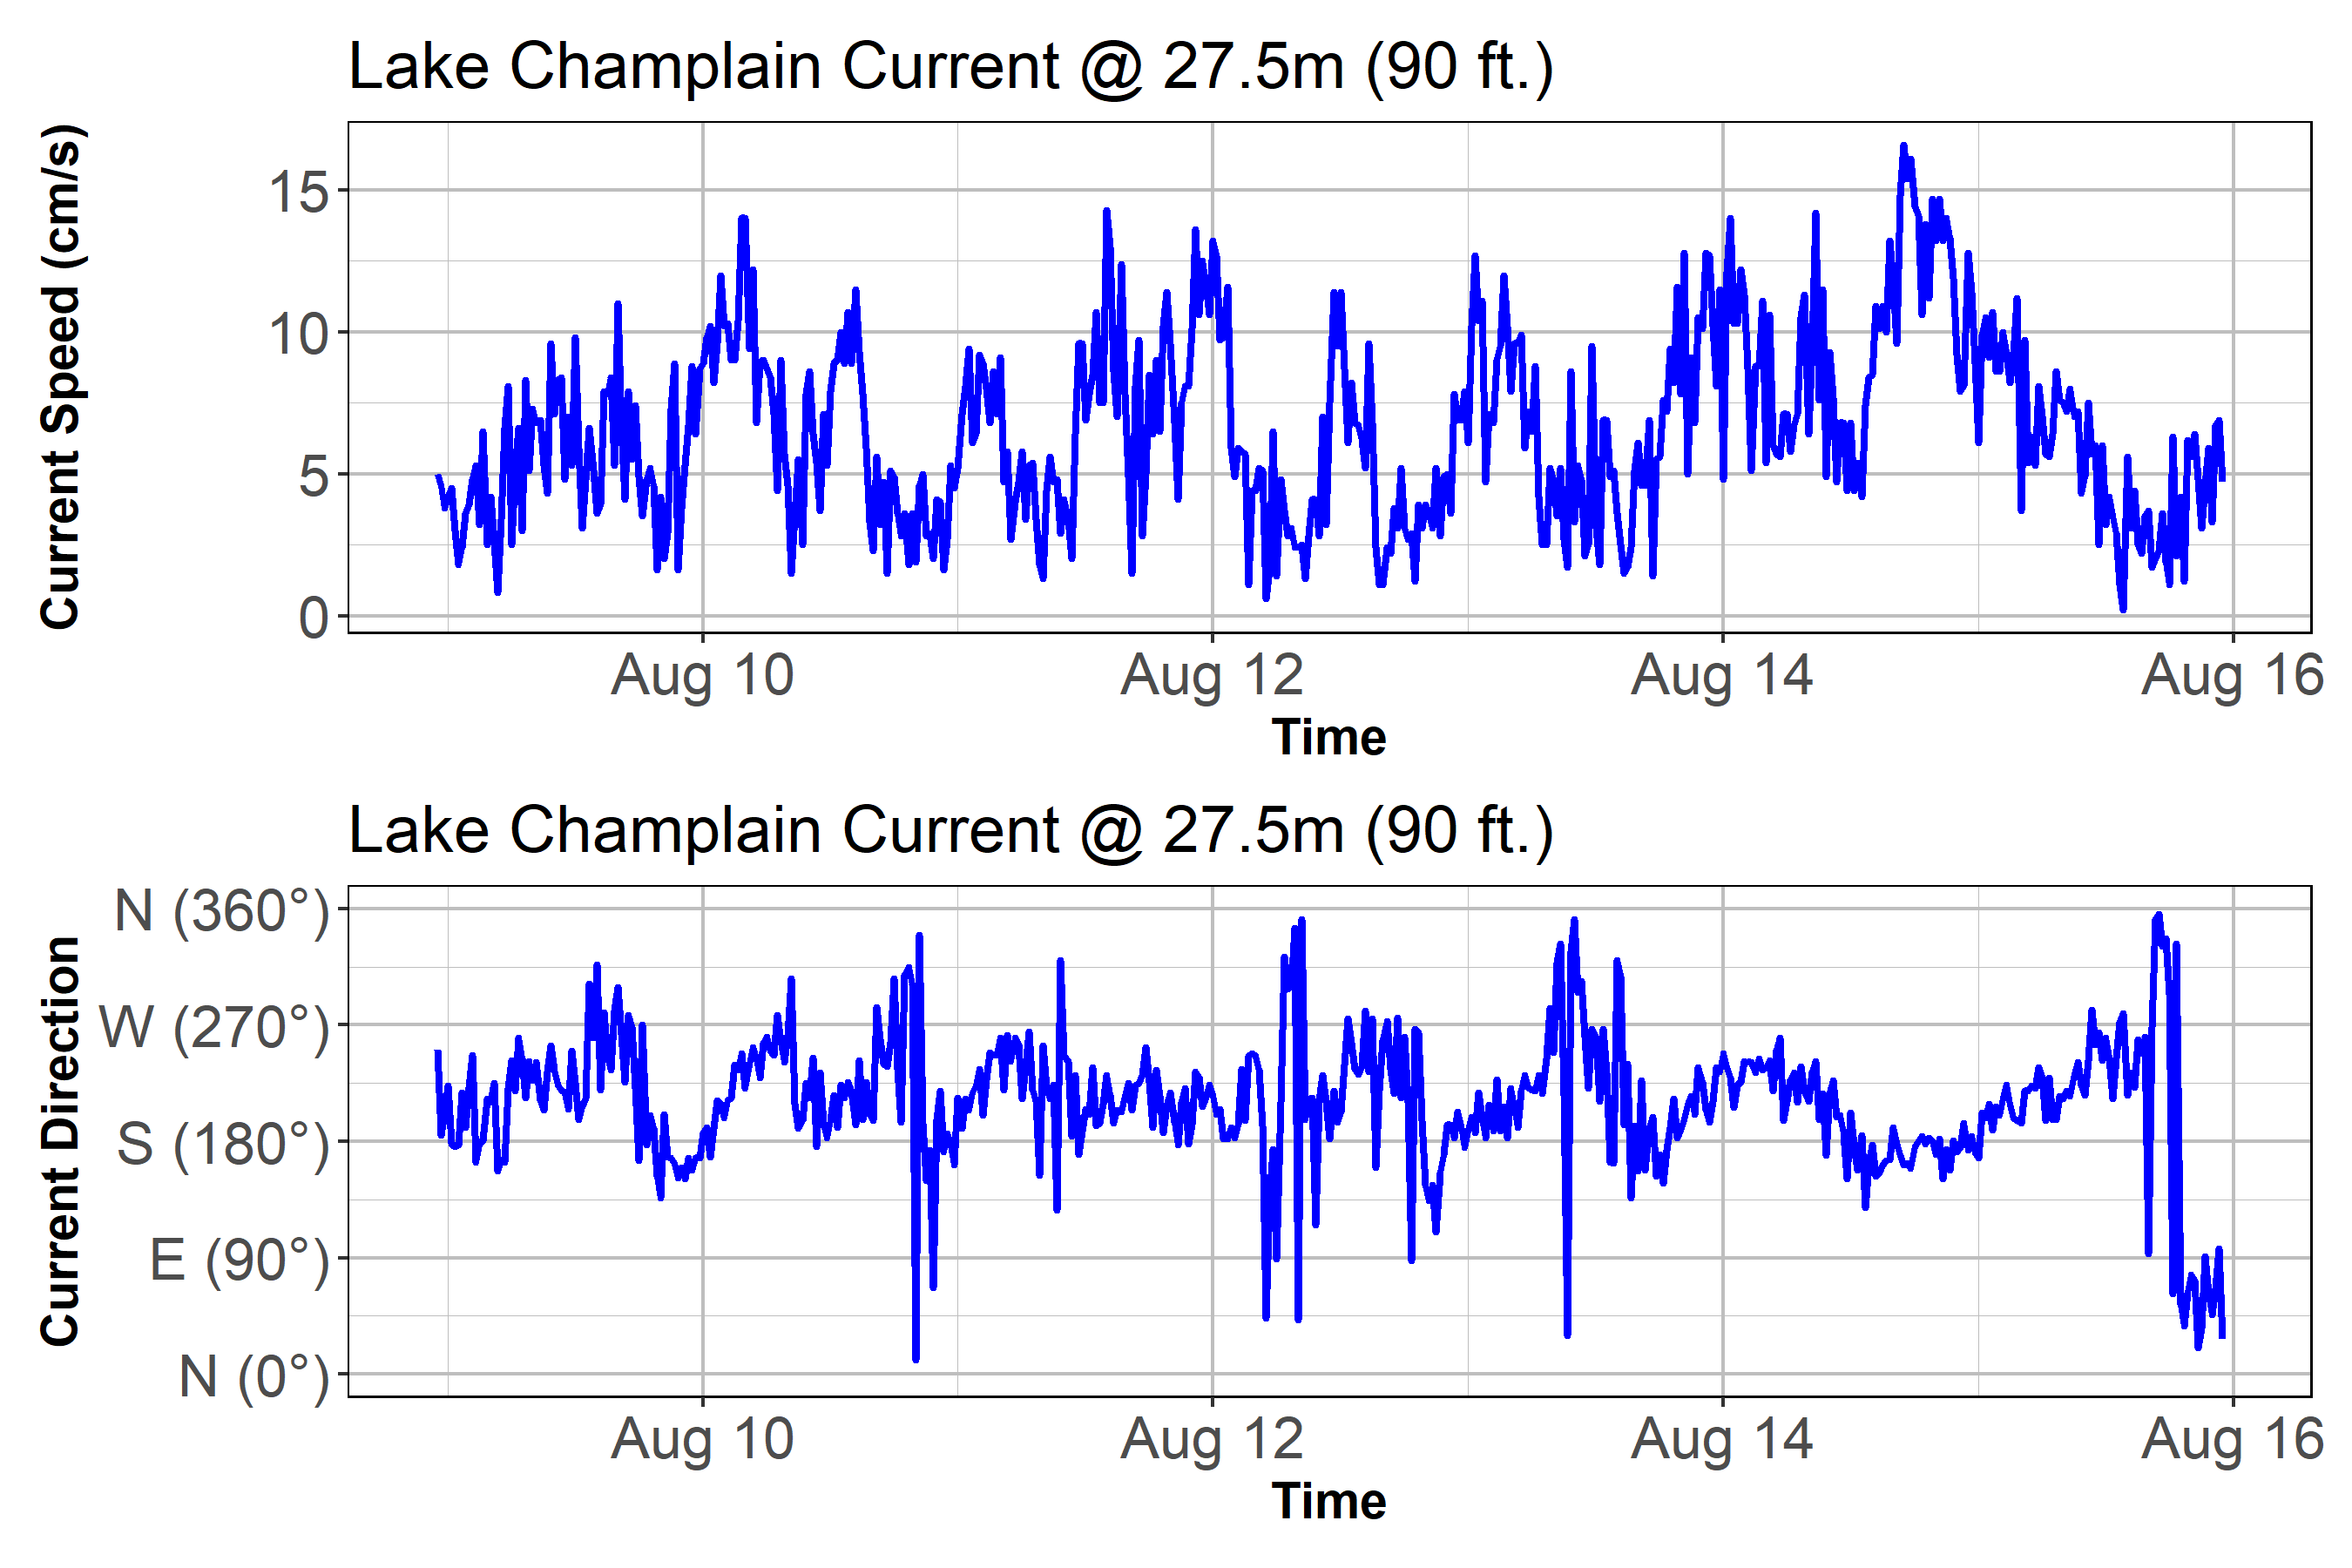 Lake Champlain Current @ 27.5m (90 ft.)
Current Speed (cm/s)
15
10
5
0
Aug 10 Aug 12 Aug 14 Aug 16
Time
Lake Champlain Current @ 27.5m (90 ft.)
Current Direction
N (360°)
W (270°)
S (180°)
E (90°)
N (0°)
Aug 10 Aug 12 Aug 14 Aug 16
Time